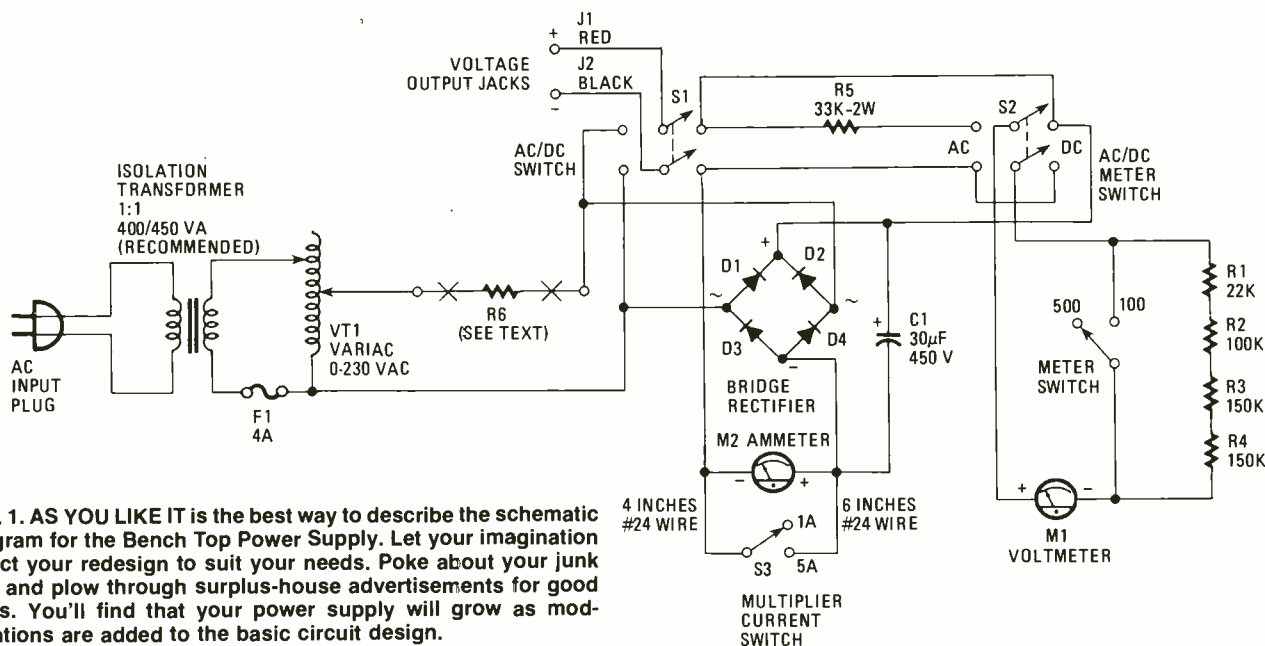 J1
RED
+
VOLTAGE
OUTPUT JACKS
J2
BLACK
−
S1
R5
33K-2W
S2
AC
DC
AC/DC
SWITCH
AC/DC
METER
SWITCH
ISOLATION
TRANSFORMER
1:1
400/450 VA
(RECOMMENDED)
AC
INPUT
PLUG
F1
4A
VT1
VARIAC
0-230 VAC
R6
(SEE TEXT)
+
D1
D2
~
~
D3
D4
−
BRIDGE
RECTIFIER
+
C1
30μF
450 V
500
100
METER
SWITCH
R1
22K
R2
100K
R3
150K
R4
150K
M2 AMMETER
−
+
4 INCHES
#24 WIRE
6 INCHES
#24 WIRE
1A
5A
S3
MULTIPLIER
CURRENT
SWITCH
+
−
M1
VOLTMETER
. 1. AS YOU LIKE IT is the best way to describe the schematic
gram for the Bench Top Power Supply. Let your imagination
ct your redesign to suit your needs. Poke about your junk
and plow through surplus-house advertisements for good
s. You'll find that your power supply will grow as mod-
ations are added to the basic circuit design.